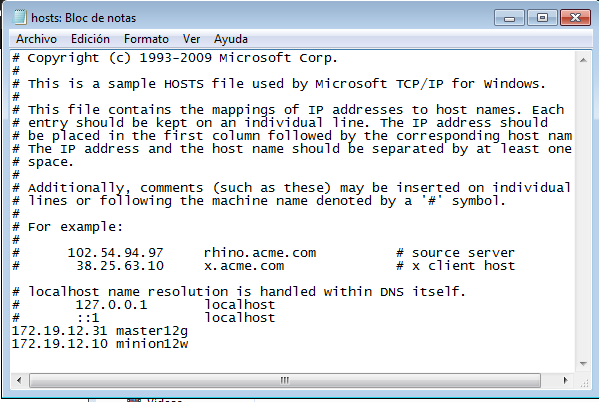 hosts: Bloc de notas
Archivo Edición Formato Ver Ayuda
# Copyright (c) 1993-2009 Microsoft Corp.
#
# This is a sample HOSTS file used by Microsoft TCP/IP for Windows.
#
# This file contains the mappings of IP addresses to host names. Each
# entry should be kept on an individual line. The IP address should
# be placed in the first column followed by the corresponding host nam
# The IP address and the host name should be separated by at least one
# space.
#
# Additionally, comments (such as these) may be inserted on individual
# lines or following the machine name denoted by a '#' symbol.
#
# For example:
#
#      102.54.94.97     rhino.acme.com          # source server
#       38.25.63.10     x.acme.com              # x client host

# localhost name resolution is handled within DNS itself.
#       127.0.0.1       localhost
#       ::1             localhost
172.19.12.31 master12g
172.19.12.10 minion12w